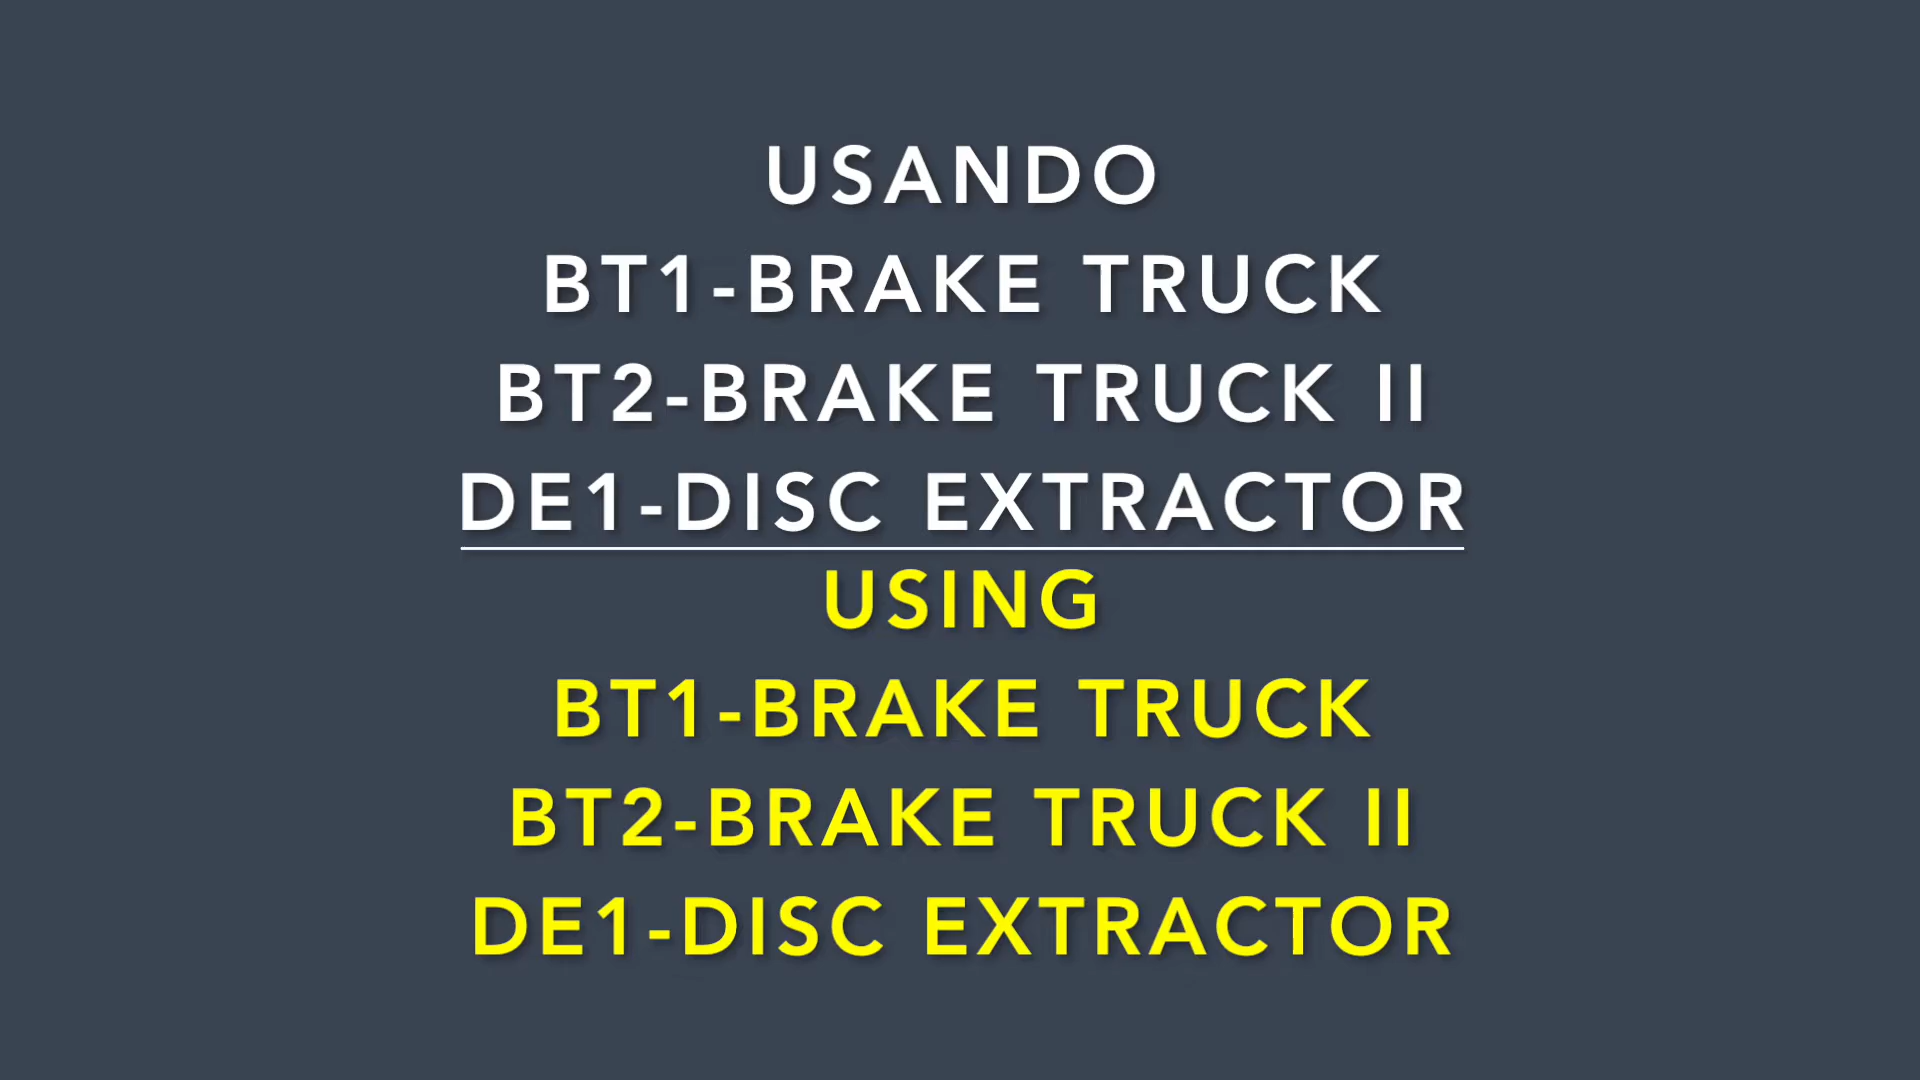 USANDO
BT1-BRAKE TRUCK
BT2-BRAKE TRUCK II
DE1-DISC EXTRACTOR
USING
BT1-BRAKE TRUCK
BT2-BRAKE TRUCK II
DE1-DISC EXTRACTOR